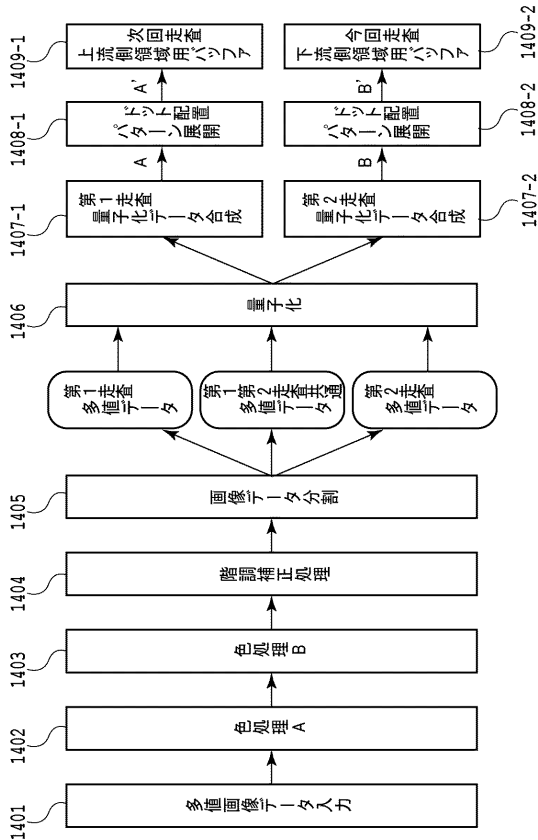 1401
多値画像データ入力
1402
色処理A
1403
色処理B
1404
階調補正処理
1405
画像データ分割
第1走査
多値データ
第1第2走査共通
多値データ
第2走査
多値データ
1406
量子化
1407-1
第1走査
量子化データ合成
1407-2
第2走査
量子化データ合成
A
B
1408-1
ドット配置
パターン展開
1408-2
ドット配置
パターン展開
A'
B'
1409-1
次回走査
上流側領域用バッファ
1409-2
今回走査
下流側領域用バッファ